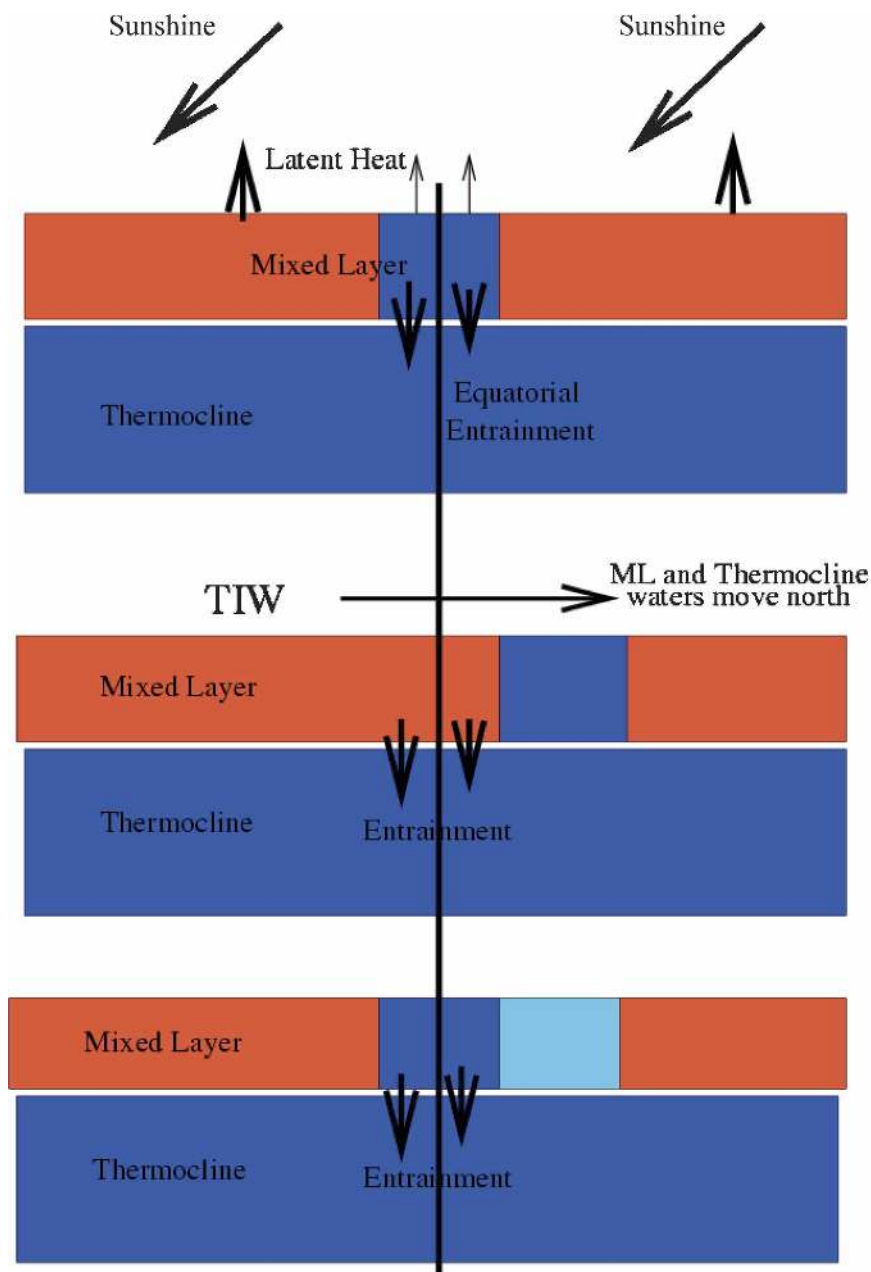 Sunshine
Sunshine
Latent Heat
Mixed Layer
Thermocline
Equatorial
Entrainment
TIW
ML and Thermocline
waters move north
Mixed Layer
Thermocline
Entrainment
Mixed Layer
Thermocline
Entrainment